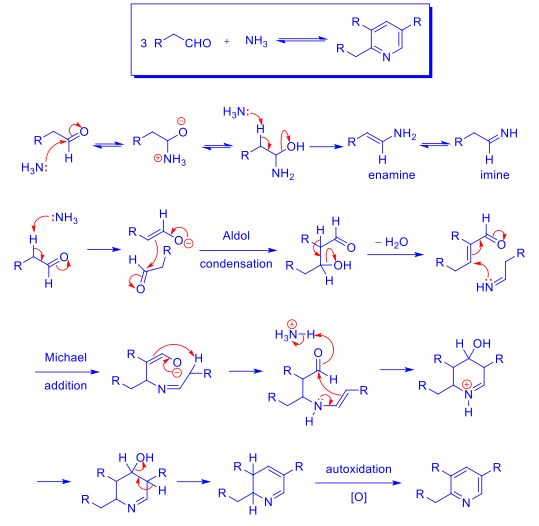 3 R CHO + NH3 R R R N
R O H H3N: R O⊖ ⊕NH3 H3N: H R OH NH2 R NH2 H R NH
enamine imine
:NH3 H R O H H R O⊖ H R O Aldol condensation H O R H R OH R – H2O O R H R HN: R
Michael addition R O⊖ H R N R H3N⊕–H R O H R N H R OH R R R N⊕ H
H OH R R H R N H R R R H N autoxidation [O] R R R N